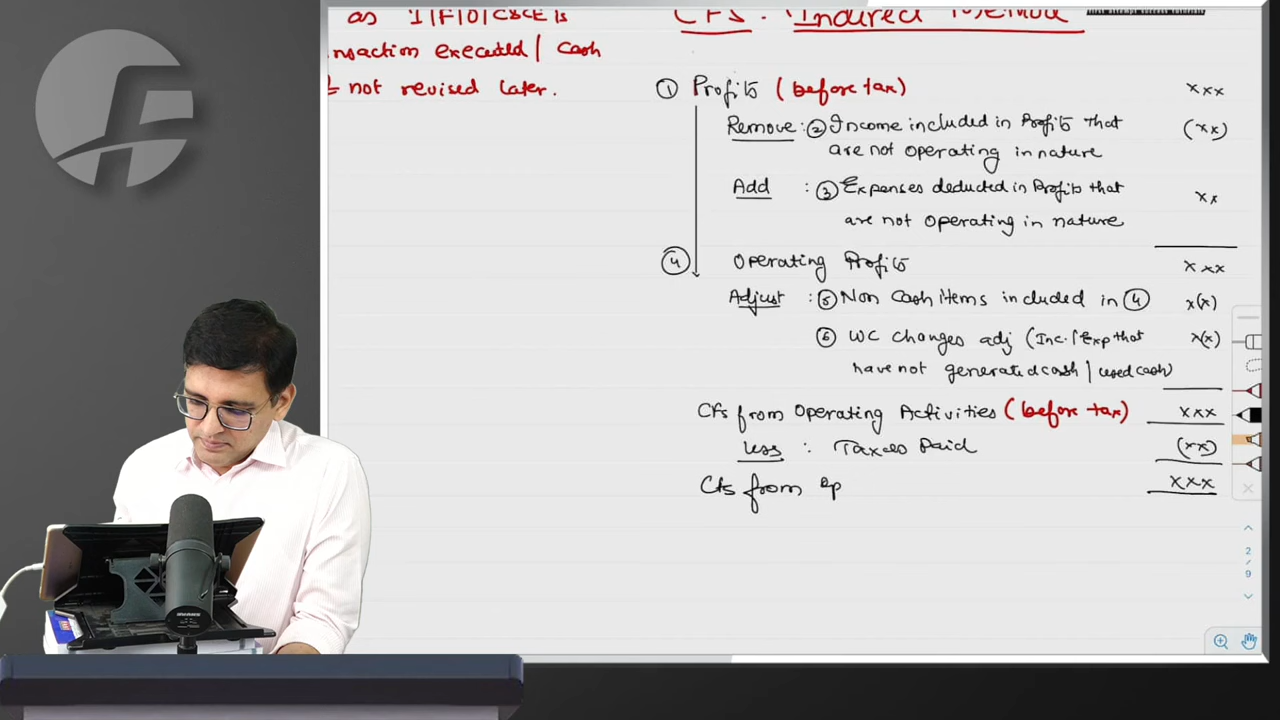 as 1/F/O/C&CE is
CFS : (Indirect Method
nsaction executed / Cash
not revised later.
① Profits (before tax) xxx
Remove : ② Income included in Profits that (xx)
are not operating in nature
Add : ③ Expenses deducted in Profits that xx
are not operating in nature
④ Operating Profits xxx
Adjust : ⑤ Non Cash items included in ④ x(x)
⑥ WC changes adj (Inc. / Exp that x(x)
have not generated cash / used cash)
CFs from Operating Activities (before tax) xxx
Less : Taxes Paid (xx)
CFs from op xxx
2
/
9